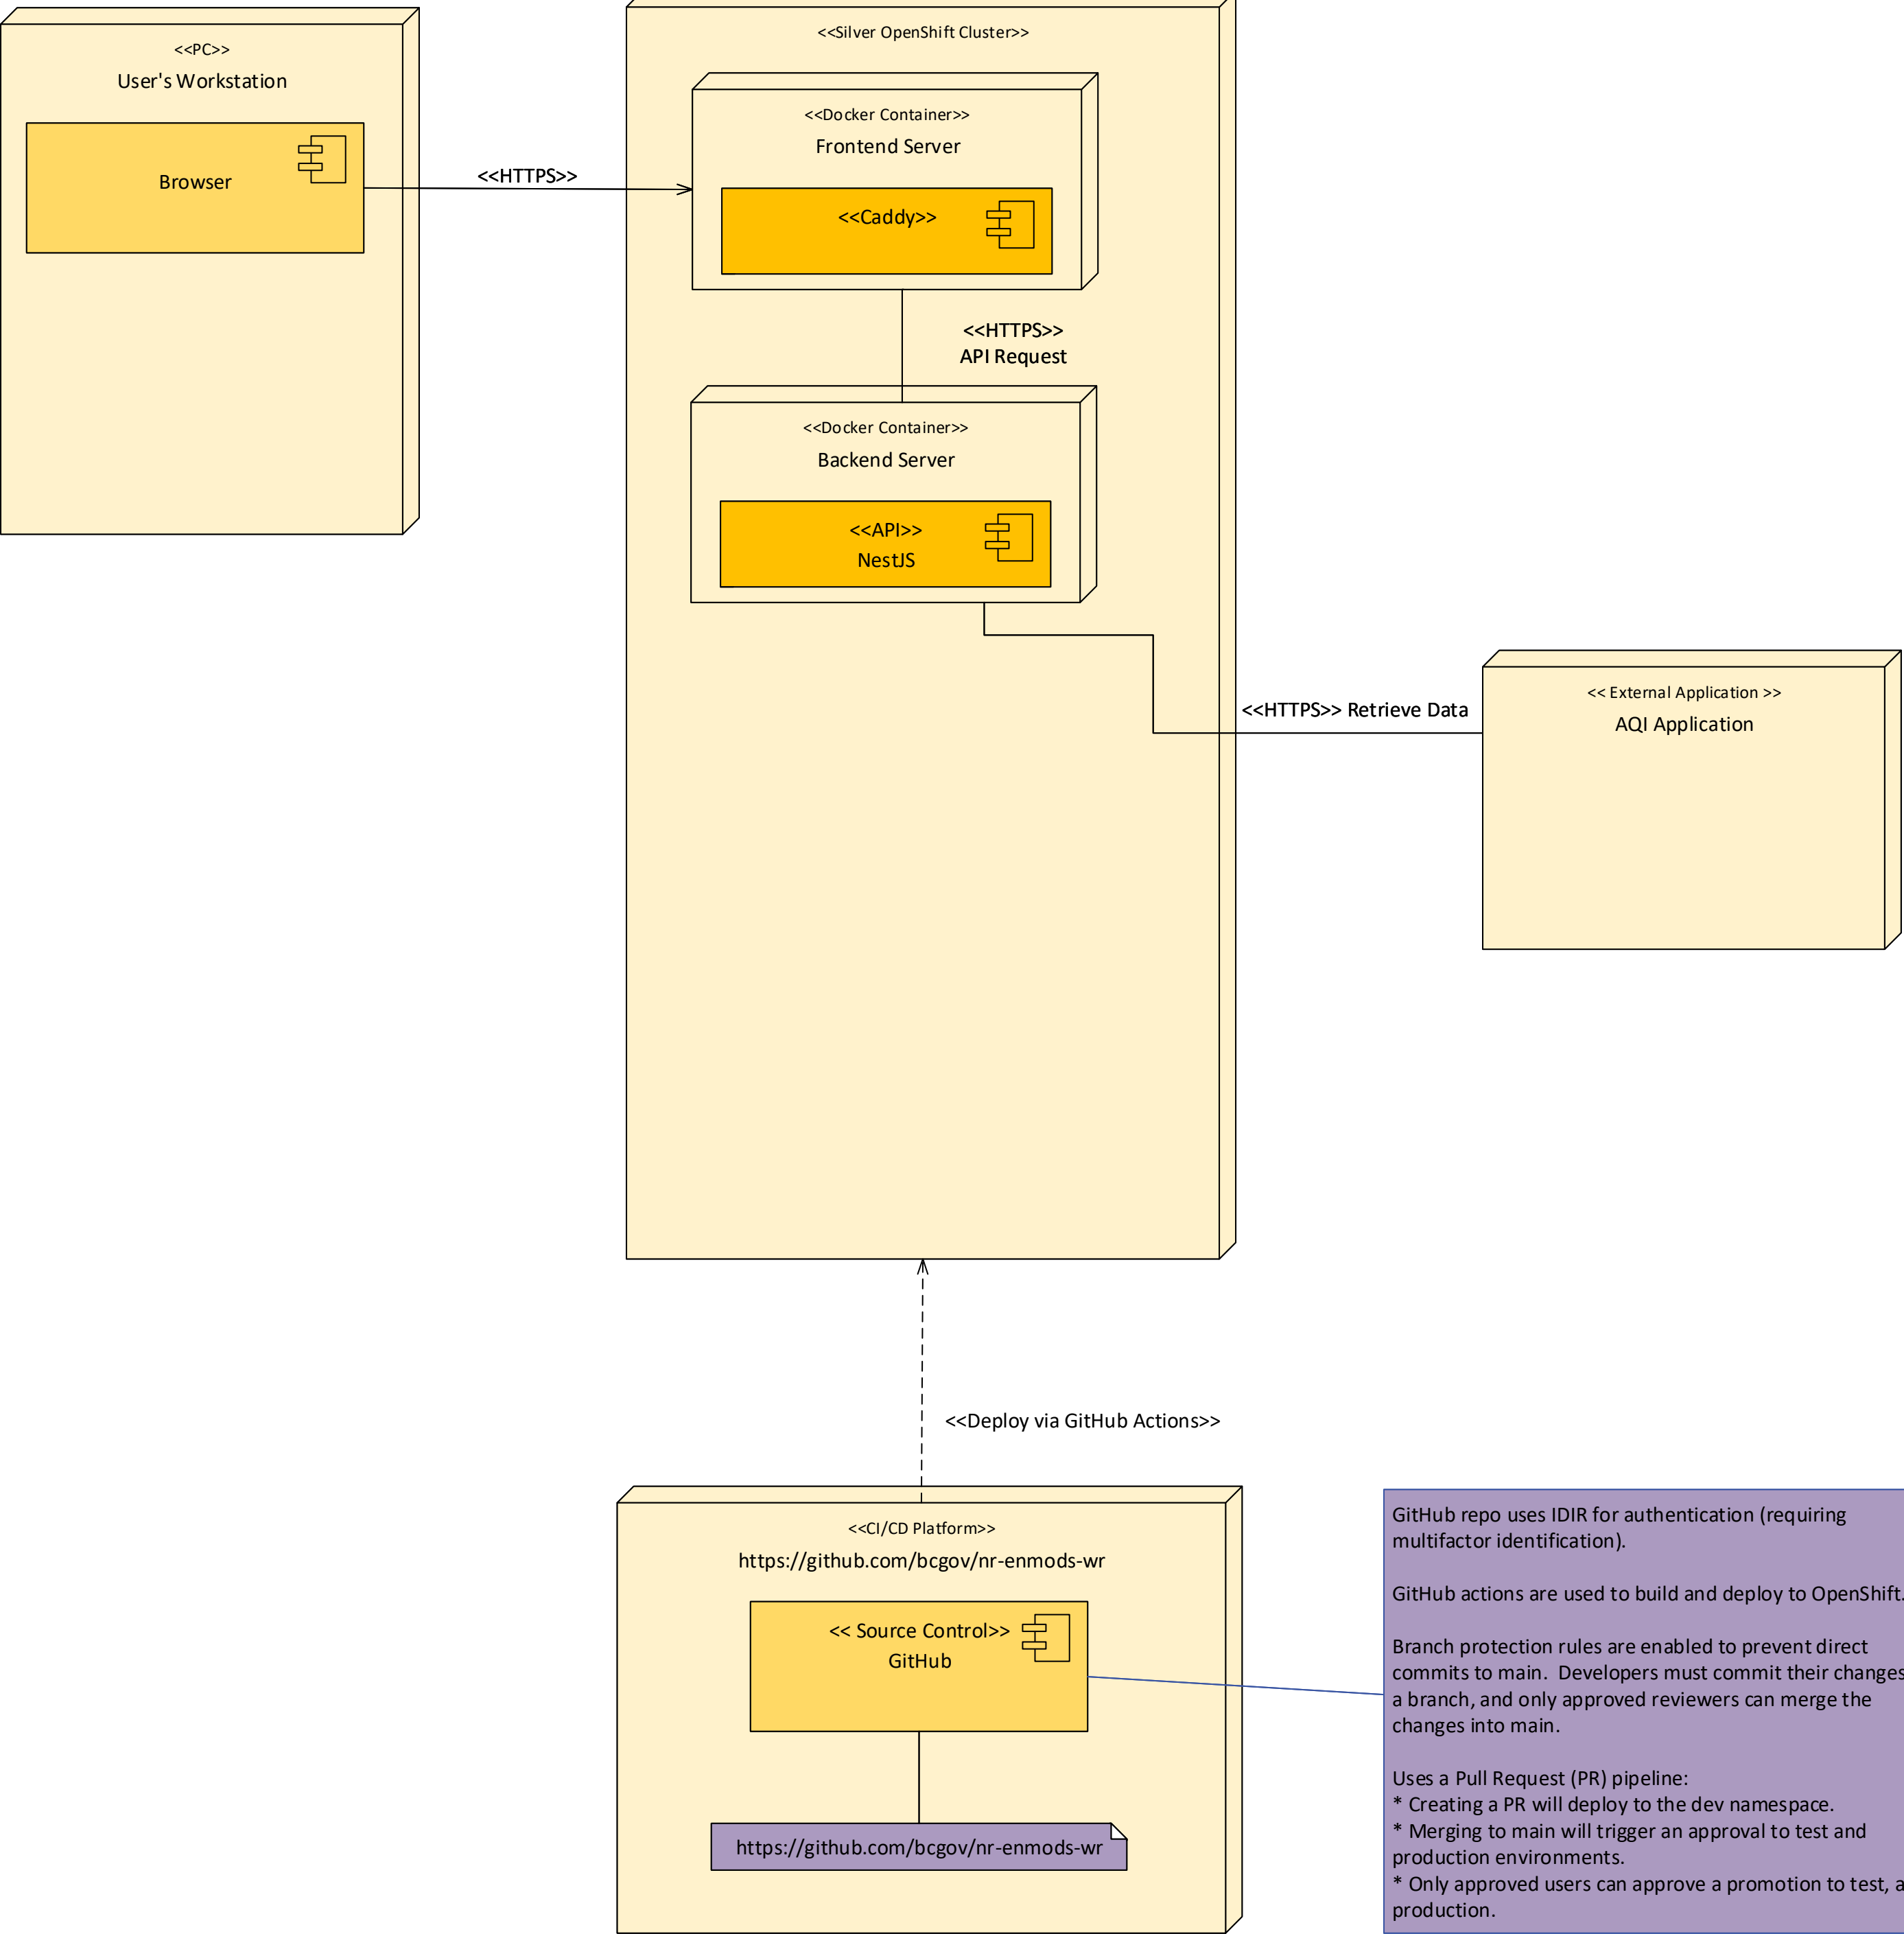 <<PC>>
User's Workstation
Browser
<<HTTPS>>
<<Silver OpenShift Cluster>>
<<Docker Container>>
Frontend Server
<<Caddy>>
<<HTTPS>>
API Request
<<Docker Container>>
Backend Server
<<API>>
NestJS
<<HTTPS>> Retrieve Data
<< External Application >>
AQI Application
<<Deploy via GitHub Actions>>
<<CI/CD Platform>>
https://github.com/bcgov/nr-enmods-wr
<< Source Control>>
GitHub
https://github.com/bcgov/nr-enmods-wr
GitHub repo uses IDIR for authentication (requiring
multifactor identification).
GitHub actions are used to build and deploy to OpenShift.
Branch protection rules are enabled to prevent direct
commits to main.  Developers must commit their changes
a branch, and only approved reviewers can merge the
changes into main.
Uses a Pull Request (PR) pipeline:
* Creating a PR will deploy to the dev namespace.
* Merging to main will trigger an approval to test and
production environments.
* Only approved users can approve a promotion to test,
production.